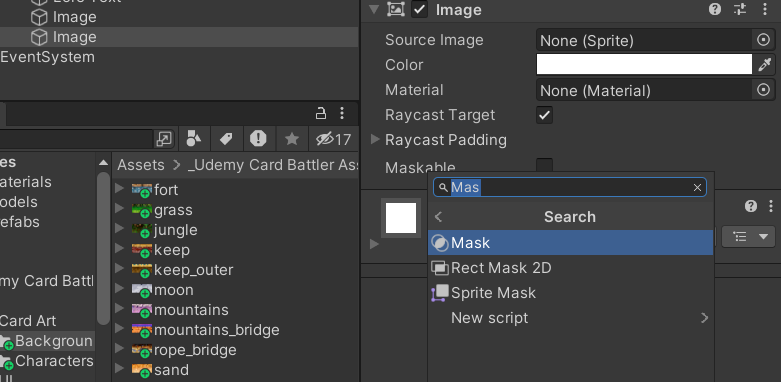 Image
Image
EventSystem
17
Assets > _Udemy Card Battler As
fort
grass
jungle
keep
keep_outer
moon
mountains
mountains_bridge
rope_bridge
sand
es
aterials
odels
efabs
my Card Battl
Card Art
Backgroun
Characters
Image
Source Image
None (Sprite)
Color
Material
None (Material)
Raycast Target
Raycast Padding
Maskable
Mas
Search
Mask
Rect Mask 2D
Sprite Mask
New script